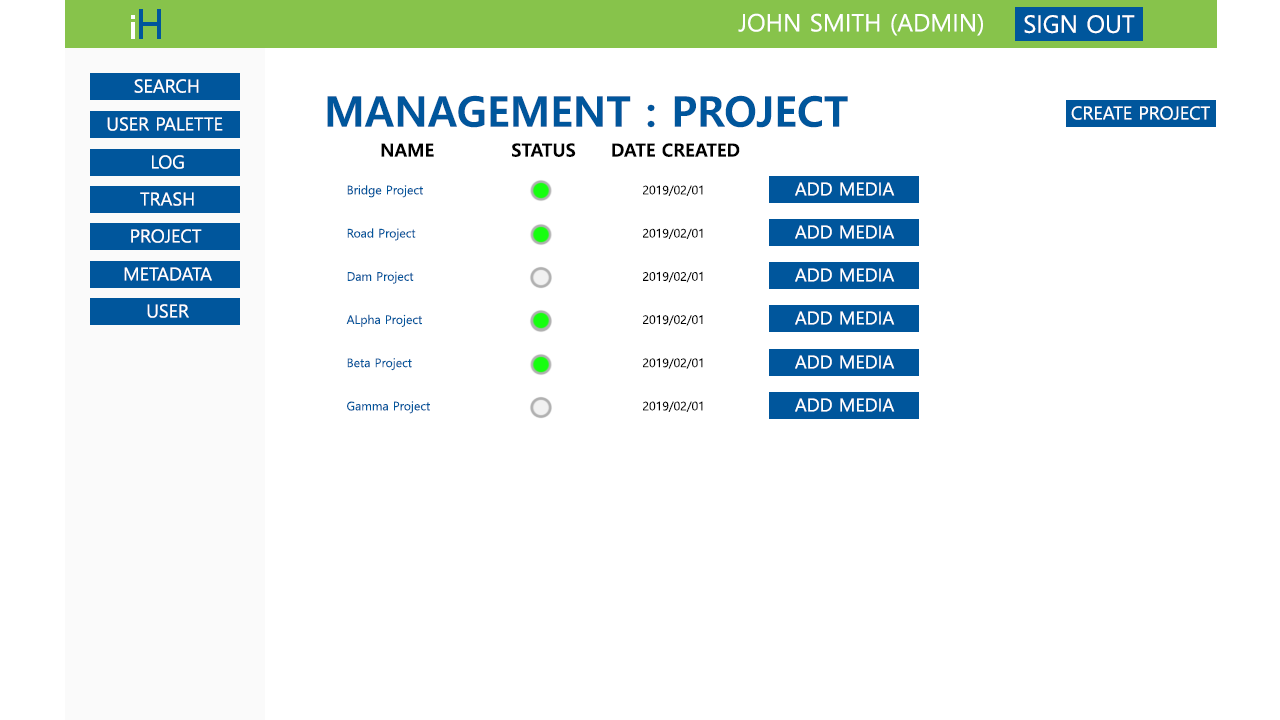 iH
JOHN SMITH (ADMIN) SIGN OUT
SEARCH
USER PALETTE
LOG
TRASH
PROJECT
METADATA
USER
MANAGEMENT : PROJECT
CREATE PROJECT
NAME STATUS DATE CREATED
Bridge Project 2019/02/01 ADD MEDIA
Road Project 2019/02/01 ADD MEDIA
Dam Project 2019/02/01 ADD MEDIA
ALpha Project 2019/02/01 ADD MEDIA
Beta Project 2019/02/01 ADD MEDIA
Gamma Project 2019/02/01 ADD MEDIA